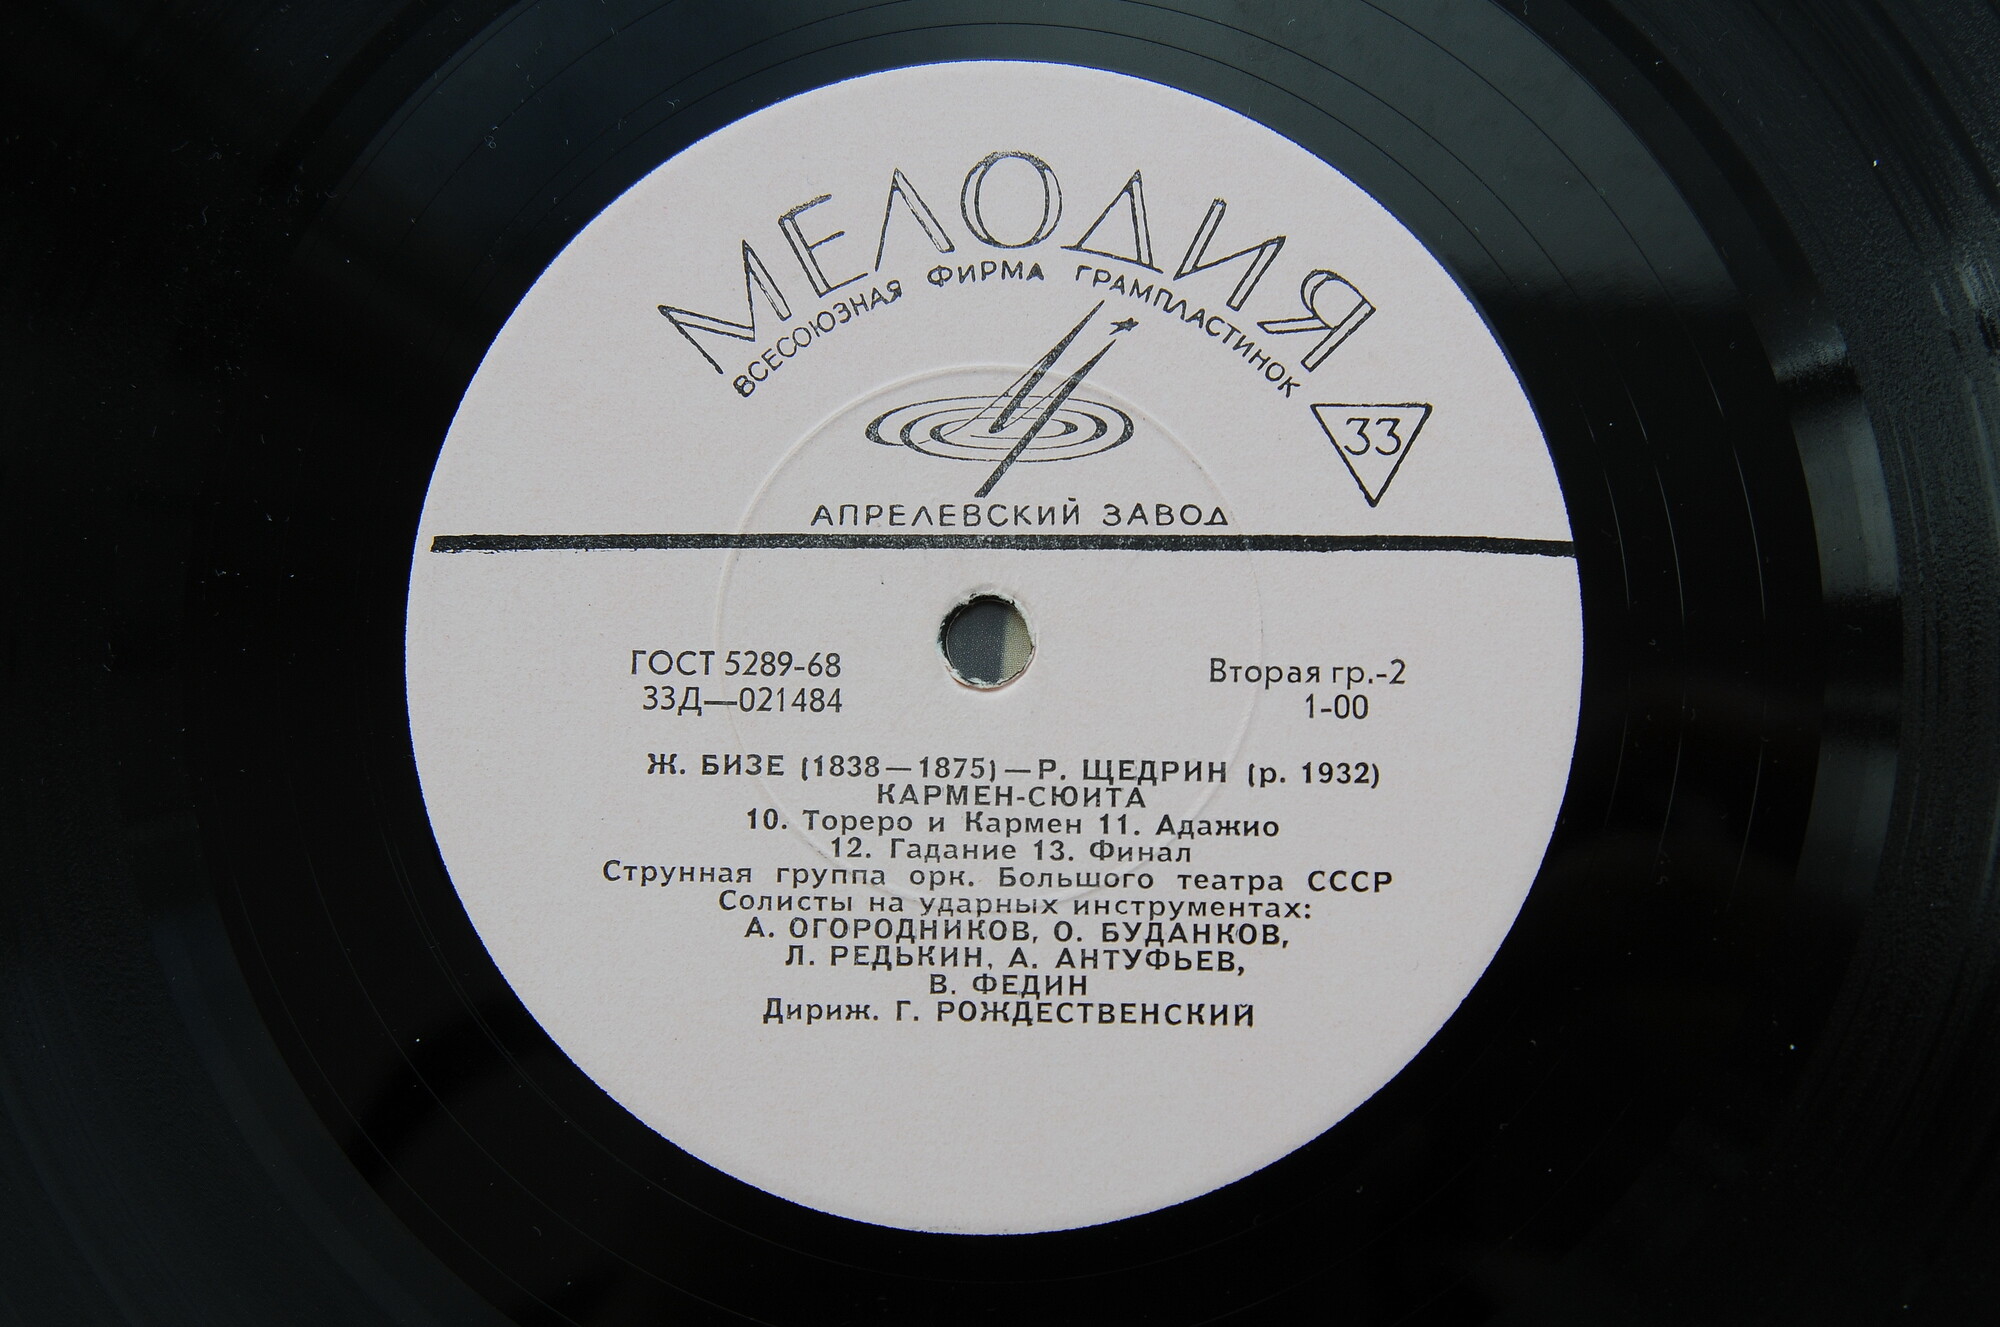 МЕЛОДИЯ
ВСЕСОЮЗНАЯ ФИРМА ГРАМПЛАСТИНОК
33
АПРЕЛЕВСКИЙ ЗАВОД
ГОСТ 5289-68
33Д—021484
Вторая гр.-2
1-00
Ж. БИЗЕ (1838—1875)—Р. ЩЕДРИН (р. 1932)
КАРМЕН-СЮИТА
10. Тореро и Кармен 11. Адажио
12. Гадание 13. Финал
Струнная группа орк. Большого театра СССР
Солисты на ударных инструментах:
А. ОГОРОДНИКОВ, О. БУДАНКОВ,
Л. РЕДЬКИН, А. АНТУФЬЕВ,
В. ФЕДИН
Дириж. Г. РОЖДЕСТВЕНСКИЙ